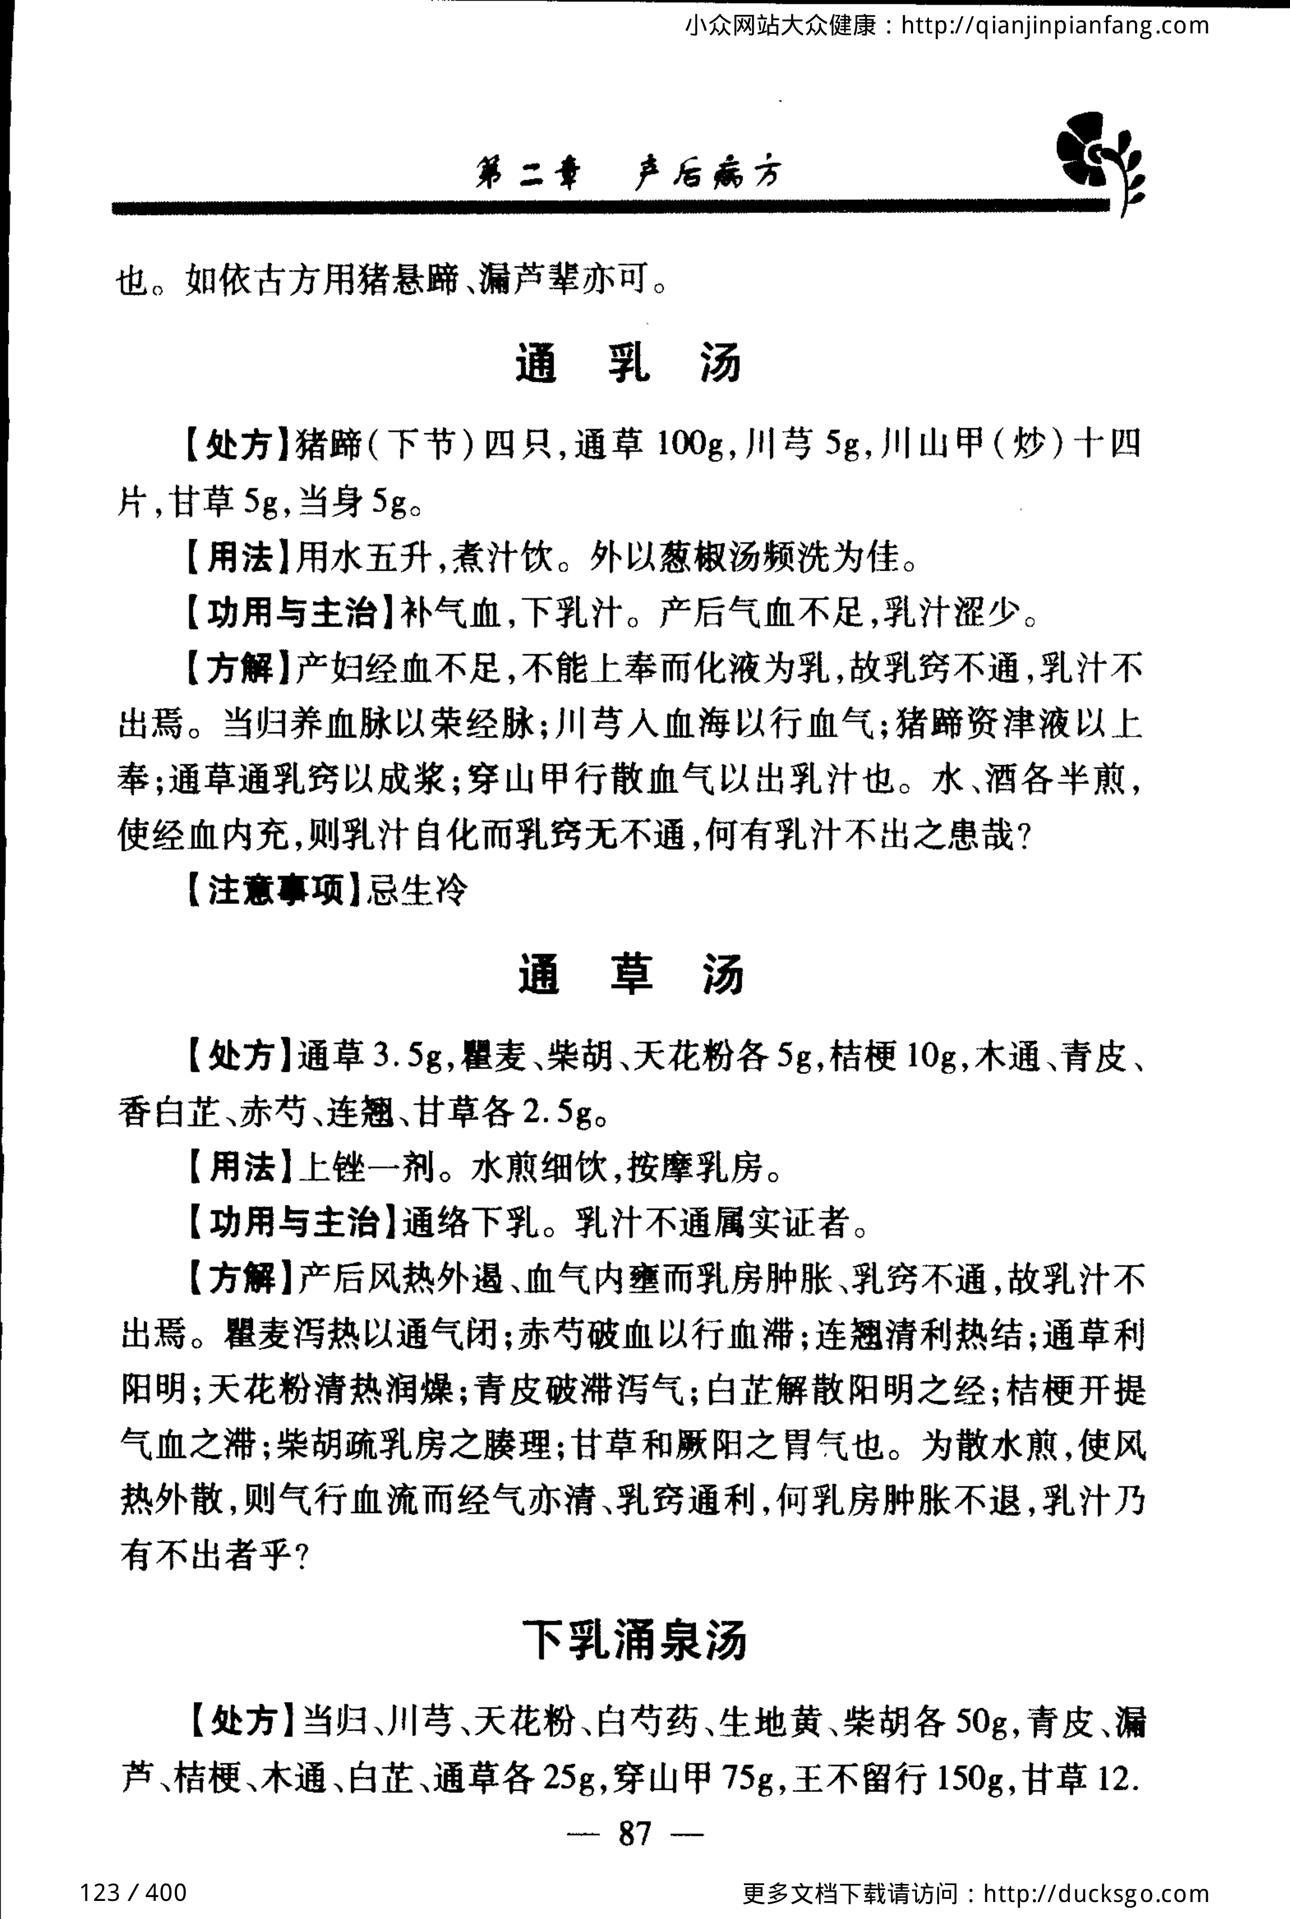 小众网站大众健康：http://qianjinpianfang.com
第二章 产后病方
也。如依古方用猪悬蹄、漏芦辈亦可。
通 乳 汤
【处方】猪蹄(下节)四只,通草 100g,川芎 5g,川山甲(炒)十四
片,甘草 5g,当身 5g。
【用法】用水五升,煮汁饮。外以葱椒汤频洗为佳。
【功用与主治】补气血,下乳汁。产后气血不足,乳汁涩少。
【方解】产妇经血不足,不能上奉而化液为乳,故乳窍不通,乳汁不
出焉。当归养血脉以荣经脉;川芎入血海以行血气;猪蹄资津液以上
奉;通草通乳窍以成浆;穿山甲行散血气以出乳汁也。水、酒各半煎,
使经血内充,则乳汁自化而乳窍无不通,何有乳汁不出之患哉?
【注意事项】忌生冷
通 草 汤
【处方】通草 3.5g,瞿麦、柴胡、天花粉各 5g,桔梗 10g,木通、青皮、
香白芷、赤芍、连翘、甘草各 2.5g。
【用法】上锉一剂。水煎细饮,按摩乳房。
【功用与主治】通络下乳。乳汁不通属实证者。
【方解】产后风热外遏、血气内壅而乳房肿胀、乳窍不通,故乳汁不
出焉。瞿麦泻热以通气闭;赤芍破血以行血滞;连翘清利热结;通草利
阳明;天花粉清热润燥;青皮破滞泻气;白芷解散阳明之经;桔梗开提
气血之滞;柴胡疏乳房之腠理;甘草和厥阳之胃气也。为散水煎,使风
热外散,则气行血流而经气亦清、乳窍通利,何乳房肿胀不退,乳汁乃
有不出者乎?
下乳涌泉汤
【处方】当归、川芎、天花粉、白芍药、生地黄、柴胡各 50g,青皮、漏
芦、桔梗、木通、白芷、通草各 25g,穿山甲 75g,王不留行 150g,甘草 12.
— 87 —
123 / 400
更多文档下载请访问：http://ducksgo.com